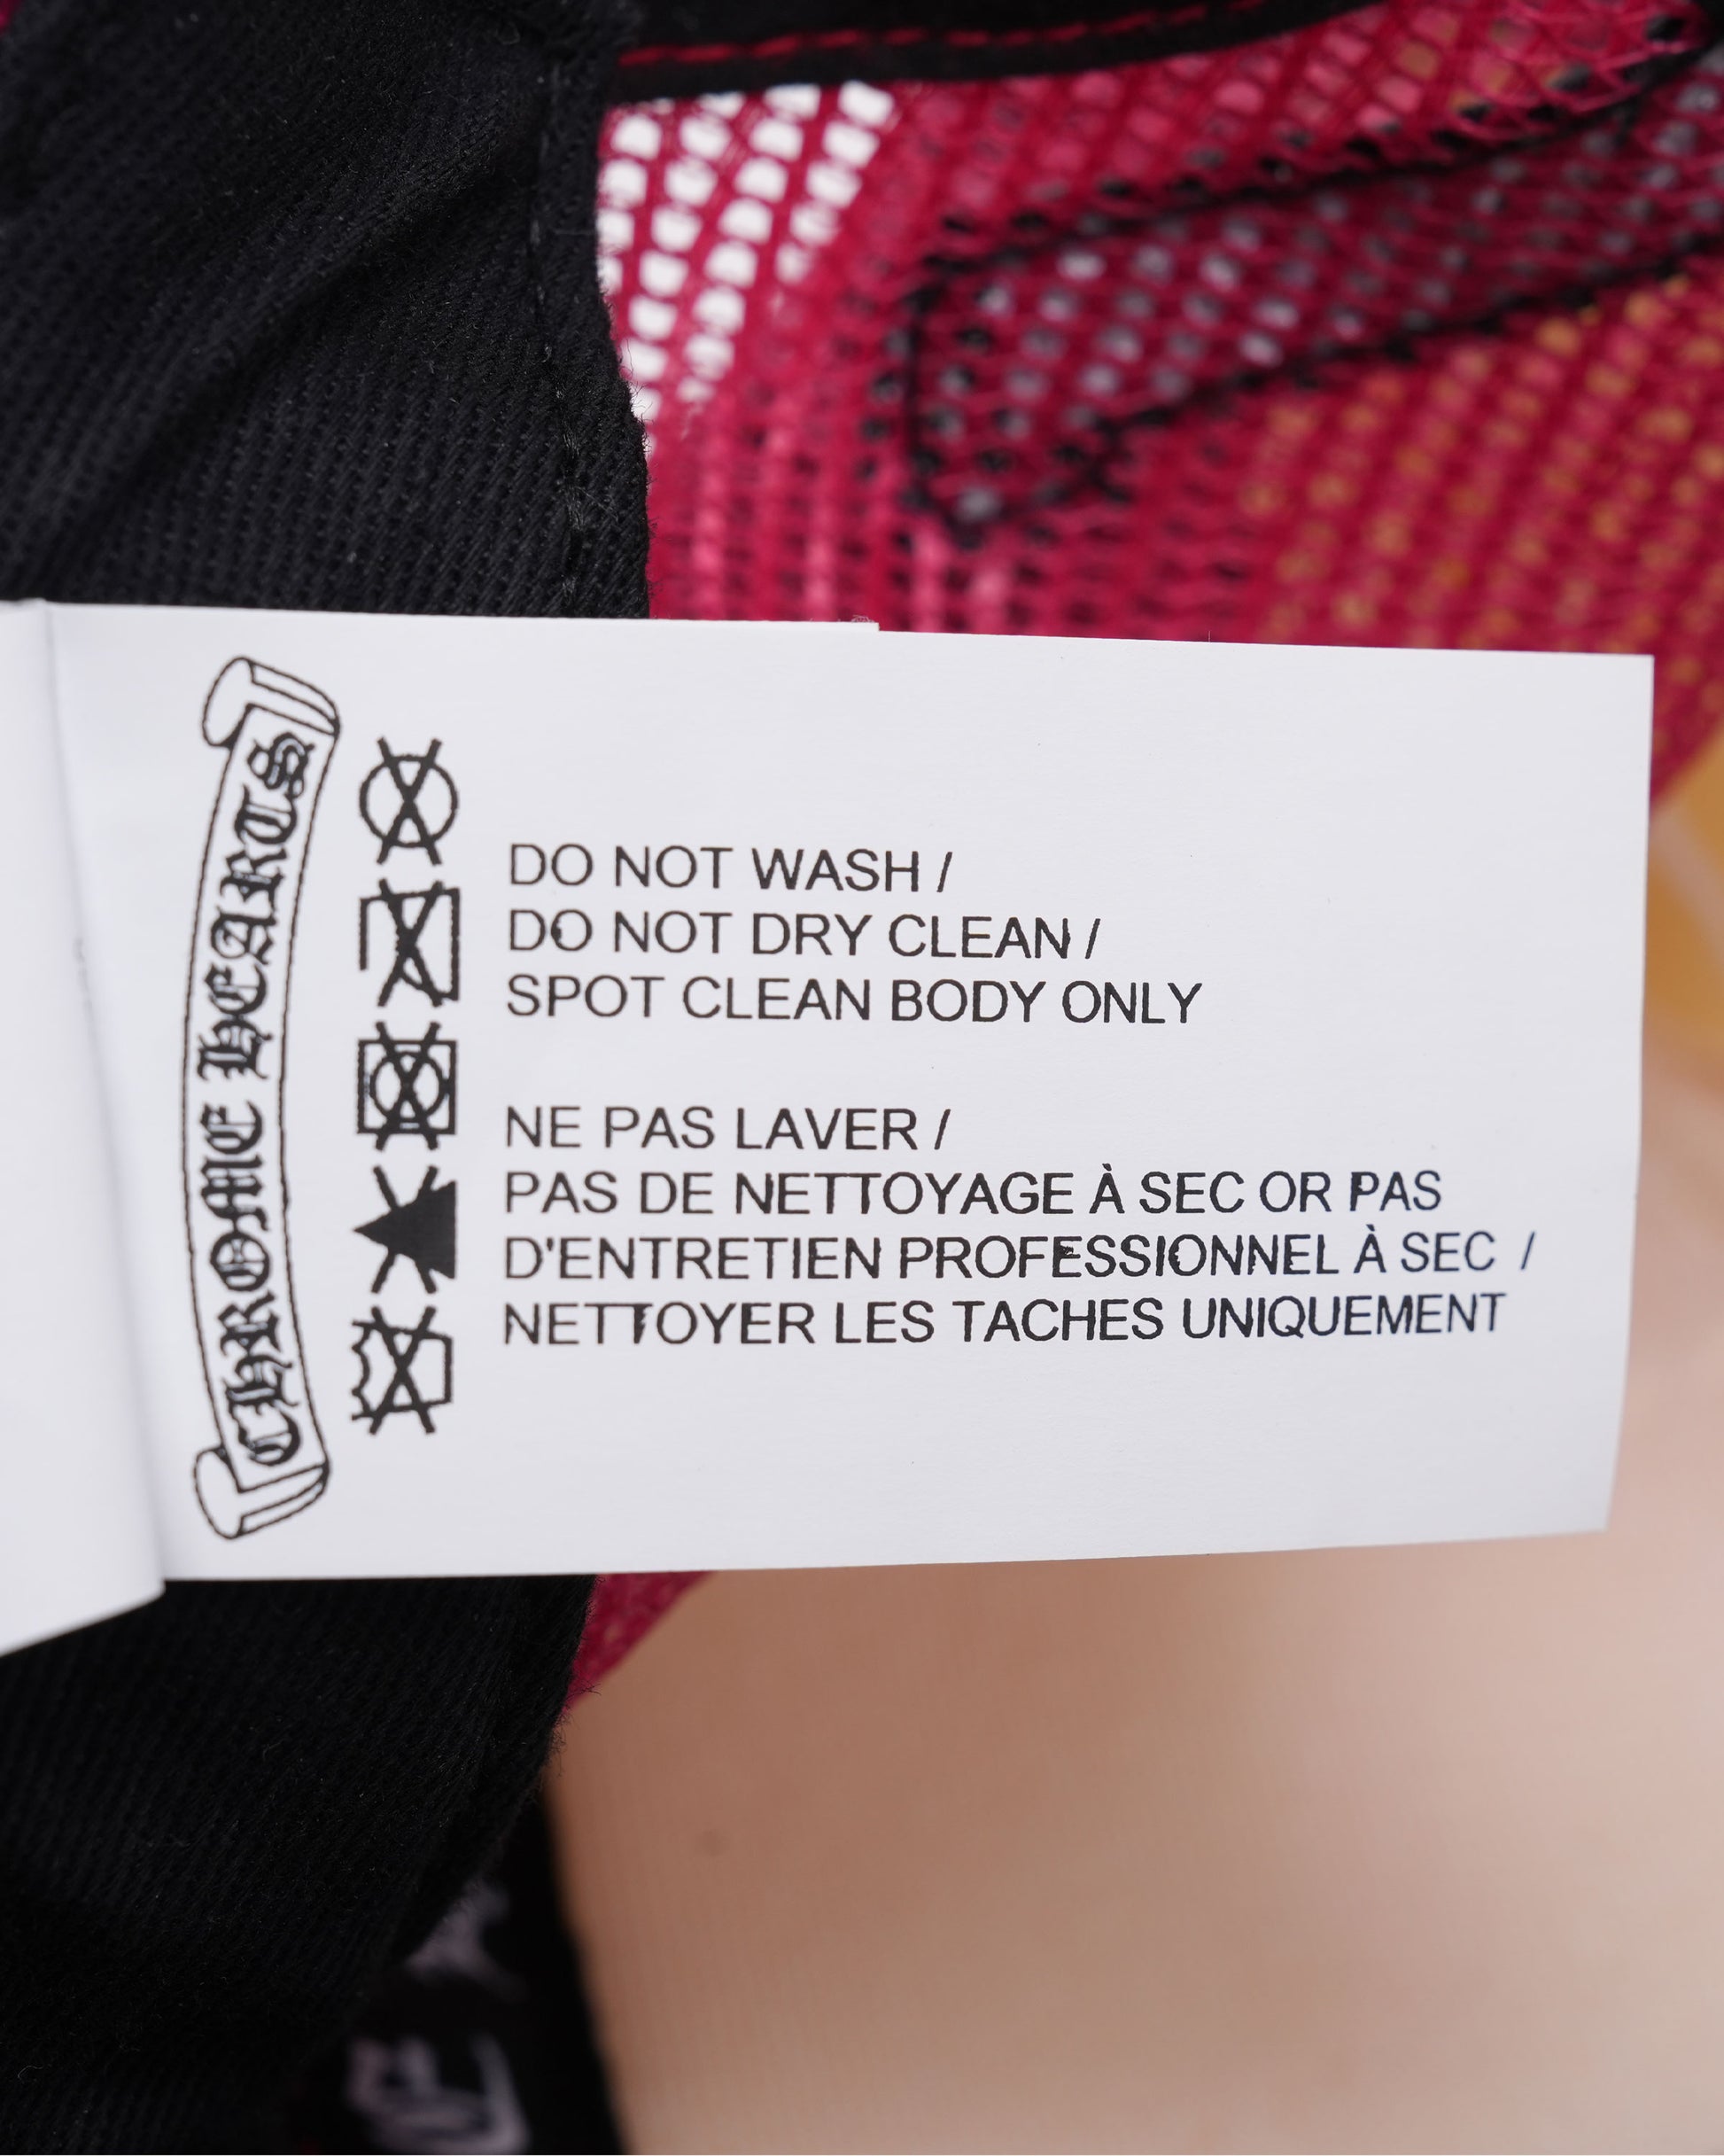 CHROME HEARTS
DO NOT WASH /
DO NOT DRY CLEAN /
SPOT CLEAN BODY ONLY
NE PAS LAVER /
PAS DE NETTOYAGE À SEC OR PAS
D'ENTRETIEN PROFESSIONNEL À SEC /
NETTOYER LES TACHES UNIQUEMENT